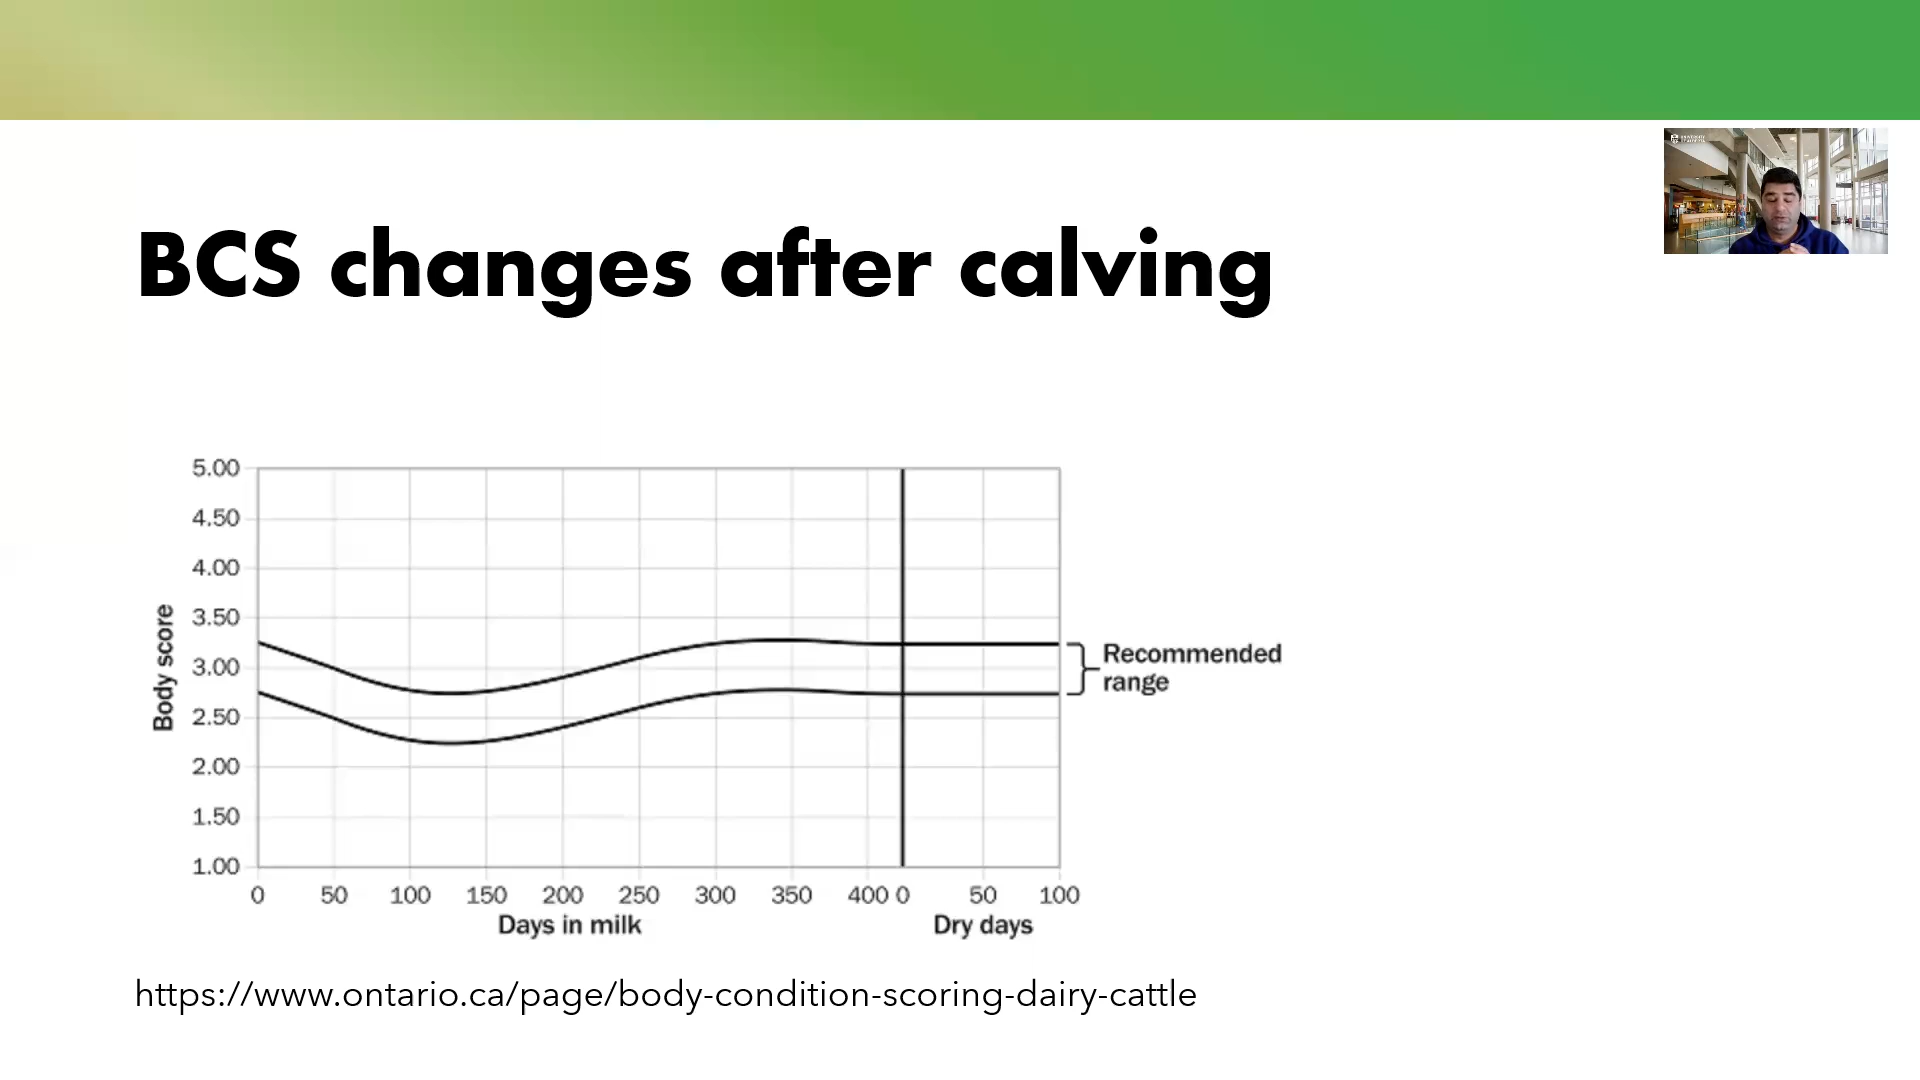 BCS changes after calving
5.00
4.50
4.00
3.50
3.00
2.50
2.00
1.50
1.00
Body score
0 50 100 150 200 250 300 350 400 0 50 100
Days in milk Dry days
Recommended
range
https://www.ontario.ca/page/body-condition-scoring-dairy-cattle